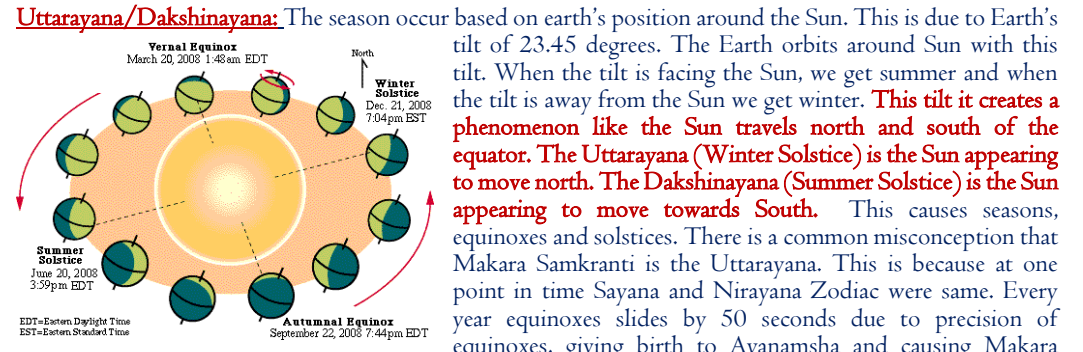 Uttarayana/Dakshinayana: The season occur based on earth's position around the Sun. This is due to Earth's
tilt of 23.45 degrees. The Earth orbits around Sun with this
tilt. When the tilt is facing the Sun, we get summer and when
the tilt is away from the Sun we get winter. This tilt it creates a
phenomenon like the Sun travels north and south of the
equator. The Uttarayana (Winter Solstice) is the Sun appearing
to move north. The Dakshinayana (Summer Solstice) is the Sun
appearing to move towards South. This causes seasons,
equinoxes and solstices. There is a common misconception that
Makara Samkranti is the Uttarayana. This is because at one
point in time Sayana and Nirayana Zodiac were same. Every
year equinoxes slides by 50 seconds due to precision of
equinoxes, giving birth to Ayanamsha and causing Makara
Vernal Equinox
March 20, 2008 1:48am EDT
North
Winter
Solstice
Dec. 21, 2008
7:04pm EST
Summer
Solstice
June 20, 2008
3:59pm EDT
Autumnal Equinox
September 22, 2008 7:44pm EDT
EDT=Eastern Daylight Time
EST=Eastern Standard Time